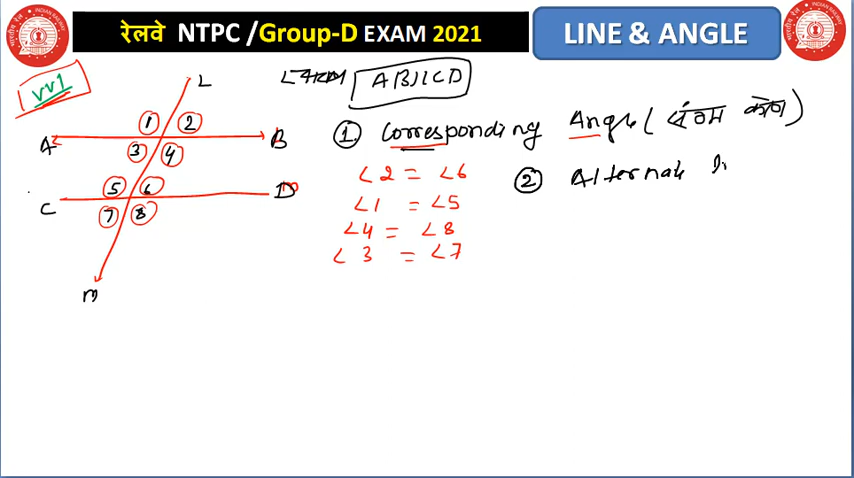 रेलवे NTPC /Group-D EXAM 2021
LINE & ANGLE
VVI
L
AB||CD
A
B
C
D
m
1
2
3
4
5
6
7
8
① Corresponding Angle (संगत कोण)
∠2 = ∠6
∠1 = ∠5
∠4 = ∠8
∠3 = ∠7
② Alternate